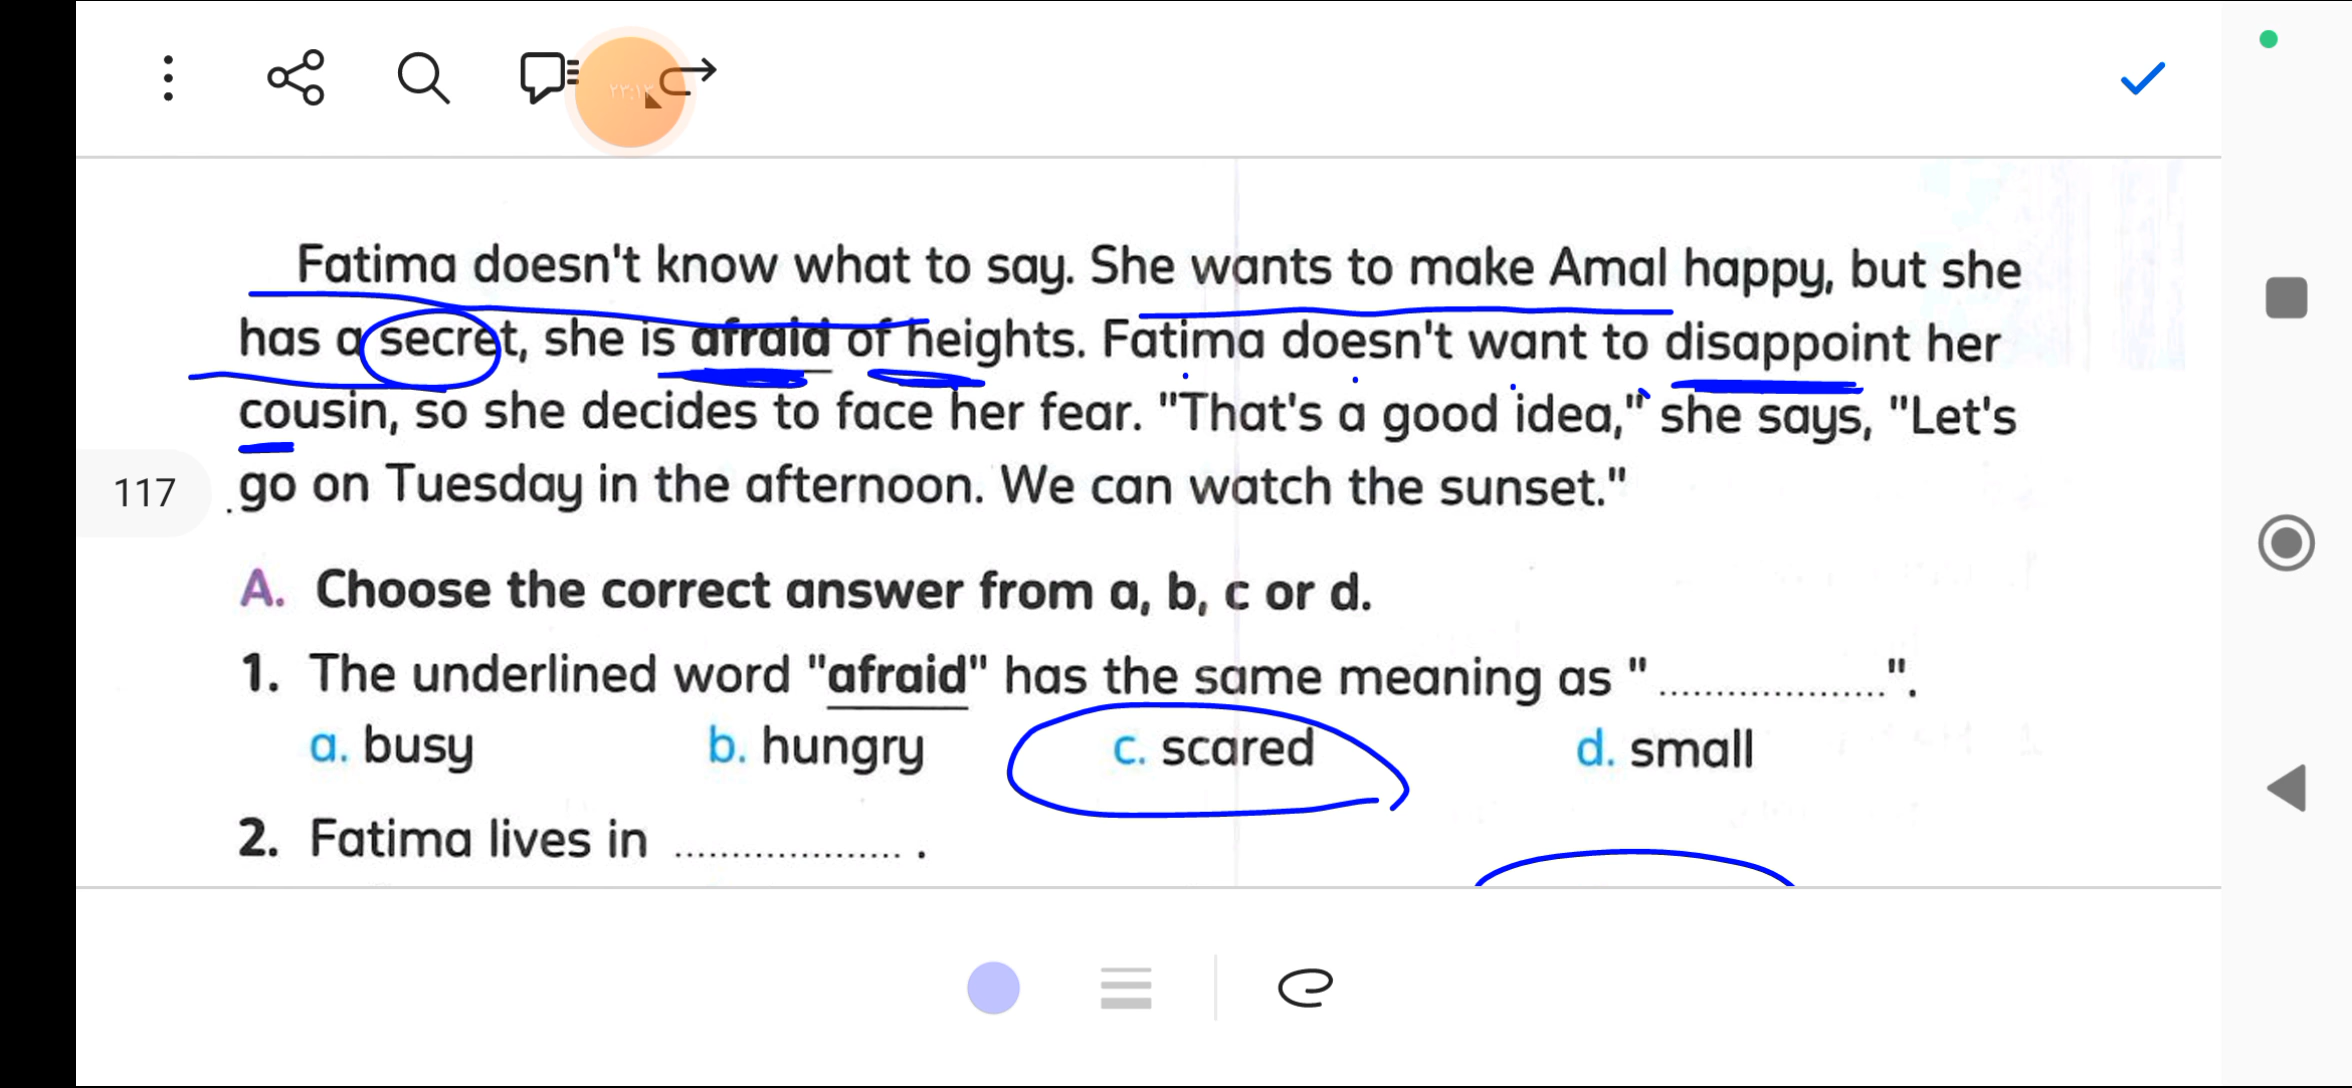 ٢٢:١٣
Fatima doesn't know what to say. She wants to make Amal happy, but she
has a secret, she is afraid of heights. Fatima doesn't want to disappoint her
cousin, so she decides to face her fear. "That's a good idea," she says, "Let's
go on Tuesday in the afternoon. We can watch the sunset."
117
A. Choose the correct answer from a, b, c or d.
1. The underlined word "afraid" has the same meaning as "....................".
a. busy b. hungry c. scared d. small
2. Fatima lives in .................... .